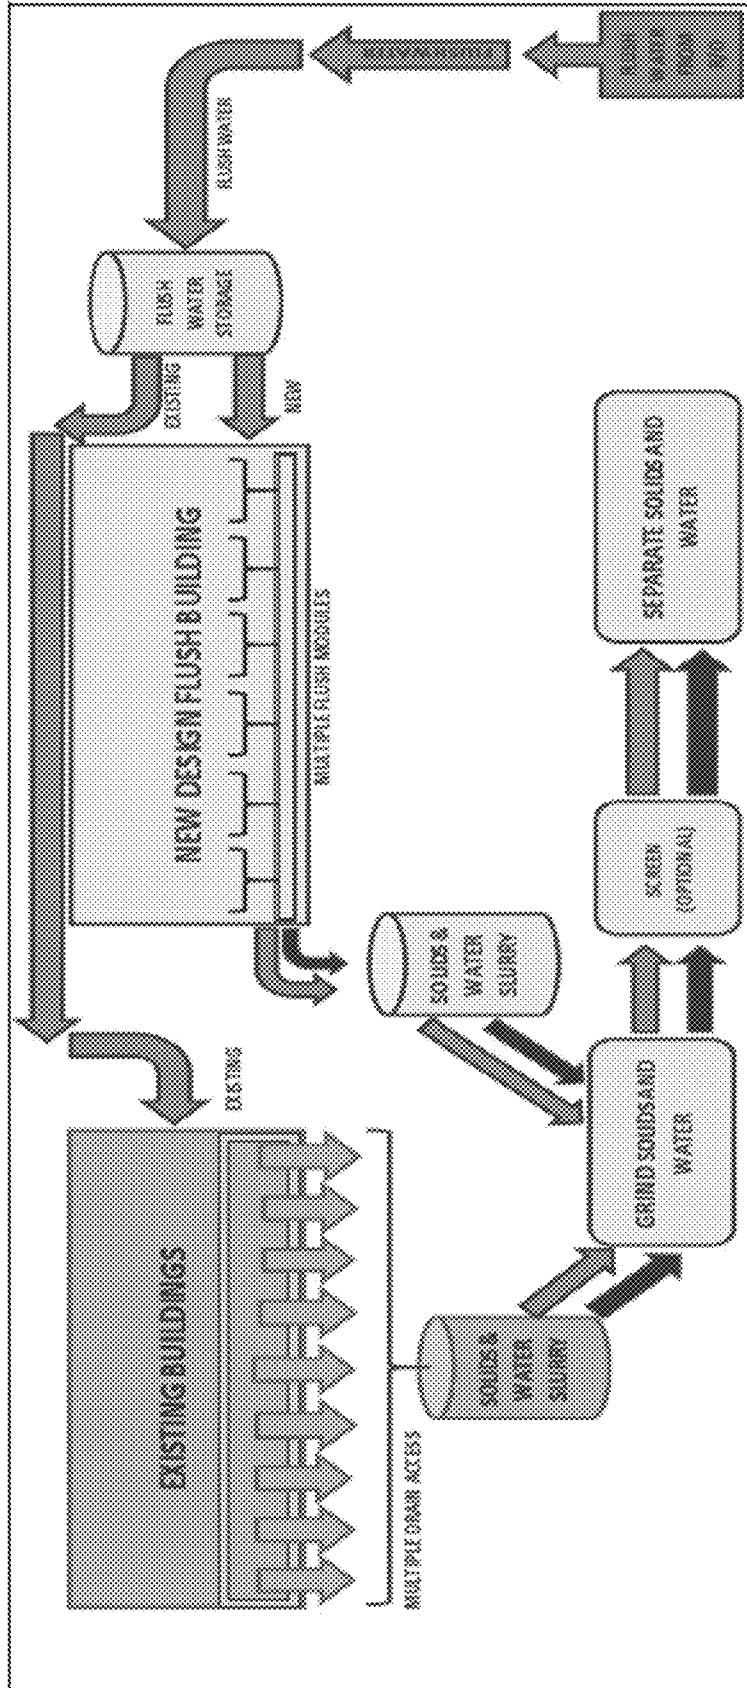 EXISTING BUILDINGS
MULTIPLE DRAIN ACCESS
SOLIDS &
WATER
SLURRY
EXISTING
NEW DESIGN FLUSH BUILDING
MULTIPLE FLUSH MODULES
SOLIDS &
WATER
SLURRY
GRIND SOLIDS AND
WATER
SCREEN
(OPTIONAL)
SEPARATE SOLIDS AND
WATER
EXISTING
NEW
FLUSH
WATER
STORAGE
FLUSH WATER
WATER